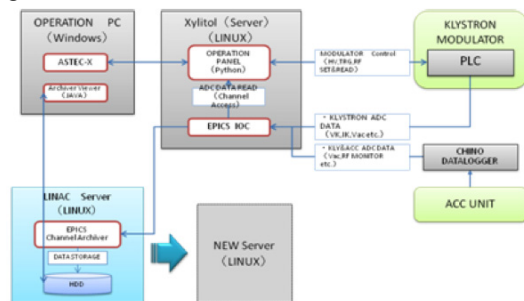 OPERATION PC
(Windows)
ASTEC-X
Archiver Viewer
(JAVA)
Xylitol (Server)
(LINUX)
OPERATION
PANEL
(Python)
ADC DATA READ
(Channel
Access)
EPICS IOC
MODULATOR Control
(HV,TRG,RF
SET&READ)
KLYSTRON
MODULATOR
PLC
・KLYSTRON ADC
DATA
(VK,IK,Vac etc.)
・KLY&ACC ADC DATA
(Vac,RF MONITOR
etc.)
CHINO
DATALOGGER
ACC UNIT
LINAC Server
(LINUX)
EPICS
Channel Archiver
DATA STORAGE
HDD
NEW Server
(LINUX)